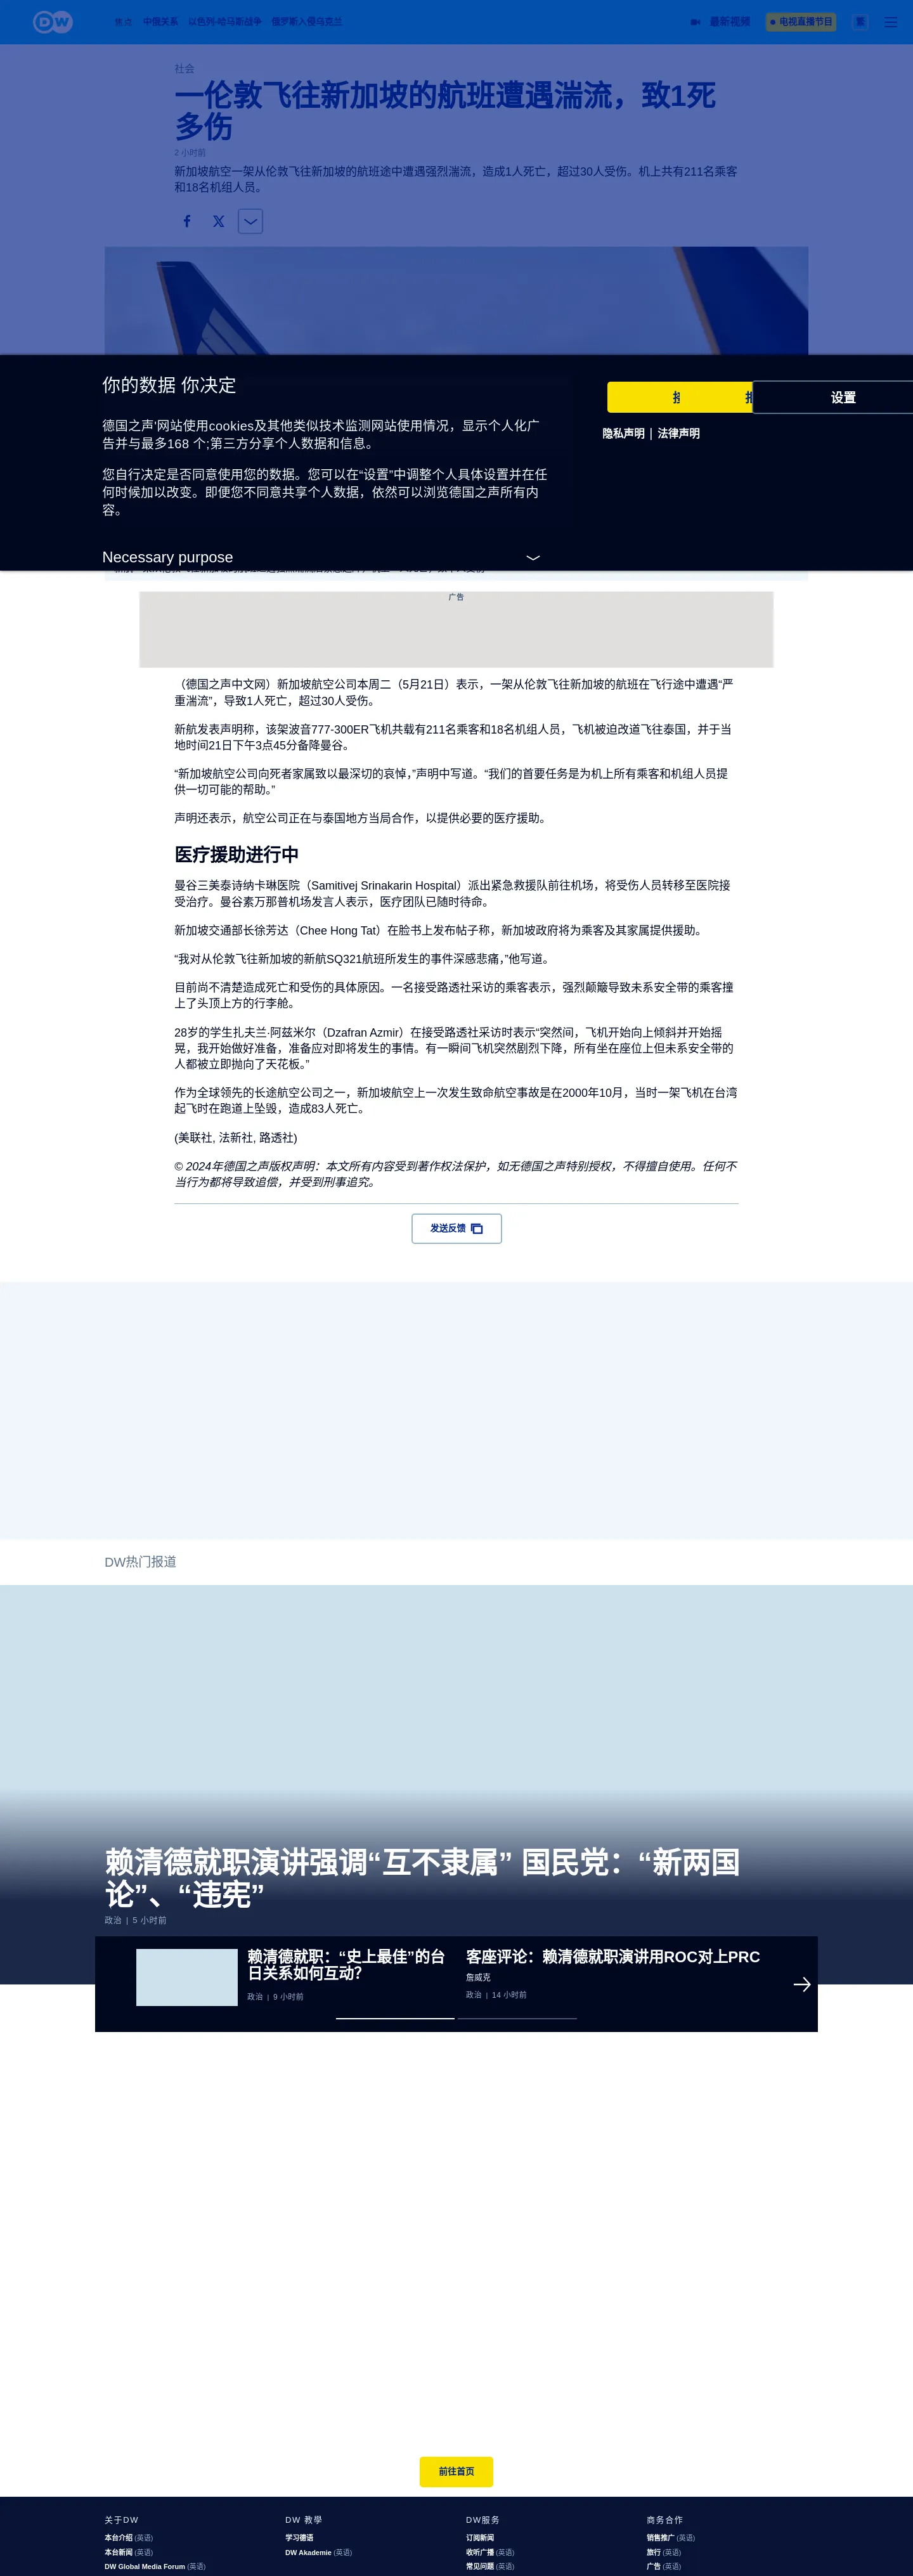 DW
焦点 中俄关系 以色列-哈马斯战争 俄罗斯入侵乌克兰
最新视频
电视直播节目
繁
社会
一伦敦飞往新加坡的航班遭遇湍流，致1死
多伤
2 小时前
新加坡航空一架从伦敦飞往新加坡的航班途中遭遇强烈湍流，造成1人死亡，超过30人受伤。机上共有211名乘客
和18名机组人员。
你的数据 你决定
德国之声'网站使用cookies及其他类似技术监测网站使用情况，显示个人化广
告并与最多168 个;第三方分享个人数据和信息。
您自行决定是否同意使用您的数据。您可以在“设置”中调整个人具体设置并在任
何时候加以改变。即便您不同意共享个人数据，依然可以浏览德国之声所有内
容。
Necessary purpose
设置
隐私声明 | 法律声明
广告
（德国之声中文网）新加坡航空公司本周二（5月21日）表示，一架从伦敦飞往新加坡的航班在飞行途中遭遇“严
重湍流”，导致1人死亡，超过30人受伤。
新航发表声明称，该架波音777-300ER飞机共载有211名乘客和18名机组人员，飞机被迫改道飞往泰国，并于当
地时间21日下午3点45分备降曼谷。
“新加坡航空公司向死者家属致以最深切的哀悼，”声明中写道。“我们的首要任务是为机上所有乘客和机组人员提
供一切可能的帮助。”
声明还表示，航空公司正在与泰国地方当局合作，以提供必要的医疗援助。
医疗援助进行中
曼谷三美泰诗纳卡琳医院（Samitivej Srinakarin Hospital）派出紧急救援队前往机场，将受伤人员转移至医院接
受治疗。曼谷素万那普机场发言人表示，医疗团队已随时待命。
新加坡交通部长徐芳达（Chee Hong Tat）在脸书上发布帖子称，新加坡政府将为乘客及其家属提供援助。
“我对从伦敦飞往新加坡的新航SQ321航班所发生的事件深感悲痛，”他写道。
目前尚不清楚造成死亡和受伤的具体原因。一名接受路透社采访的乘客表示，强烈颠簸导致未系安全带的乘客撞
上了头顶上方的行李舱。
28岁的学生扎夫兰·阿兹米尔（Dzafran Azmir）在接受路透社采访时表示“突然间，飞机开始向上倾斜并开始摇
晃，我开始做好准备，准备应对即将发生的事情。有一瞬间飞机突然剧烈下降，所有坐在座位上但未系安全带的
人都被立即抛向了天花板。”
作为全球领先的长途航空公司之一，新加坡航空上一次发生致命航空事故是在2000年10月，当时一架飞机在台湾
起飞时在跑道上坠毁，造成83人死亡。
(美联社, 法新社, 路透社)
© 2024年德国之声版权声明：本文所有内容受到著作权法保护，如无德国之声特别授权，不得擅自使用。任何不
当行为都将导致追偿，并受到刑事追究。
发送反馈
DW热门报道
赖清德就职演讲强调“互不隶属” 国民党：“新两国
论”、“违宪”
政治 | 5 小时前
赖清德就职：“史上最佳”的台
日关系如何互动？
政治 | 9 小时前
客座评论：赖清德就职演讲用ROC对上PRC
詹威克
政治 | 14 小时前
前往首页
关于DW
本台介绍 (英语)
本台新闻 (英语)
DW Global Media Forum (英语)
DW 教學
学习德语
DW Akademie (英语)
DW服务
订阅新闻
收听广播 (英语)
常见问题 (英语)
商务合作
销售推广 (英语)
旅行 (英语)
广告 (英语)